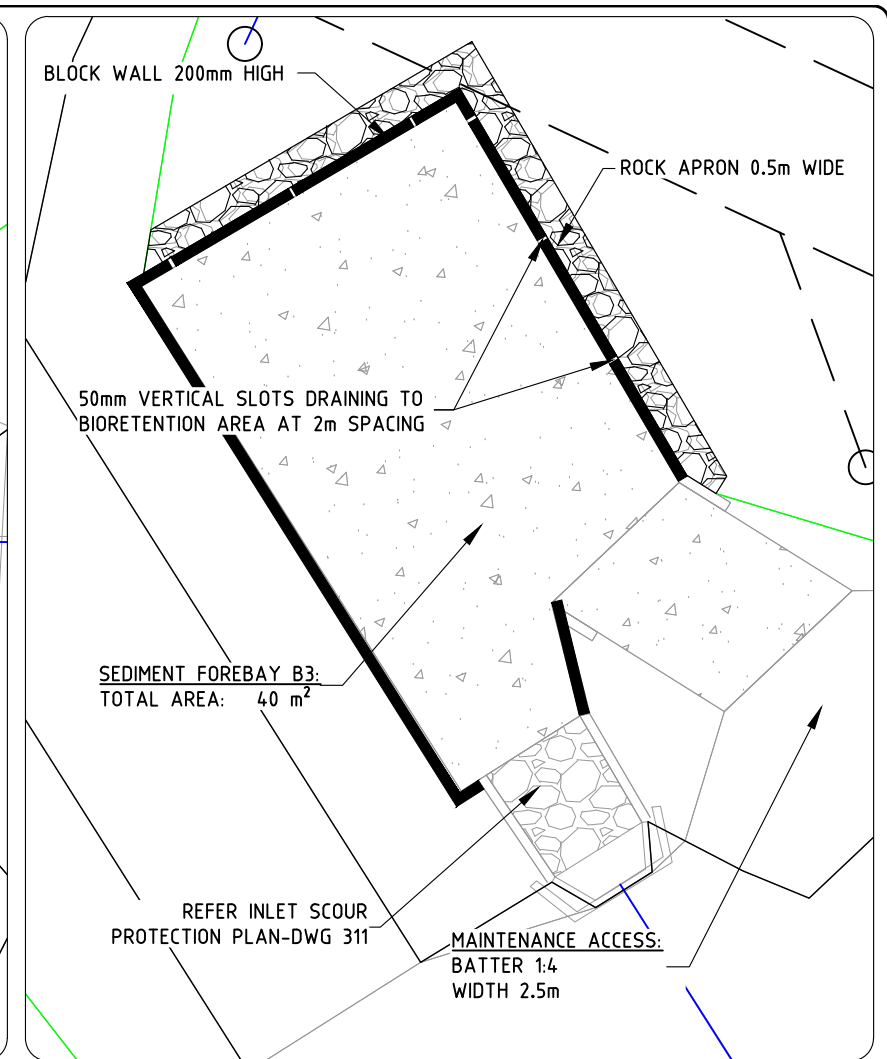 BLOCK WALL 200mm HIGH
ROCK APRON 0.5m WIDE
50mm VERTICAL SLOTS DRAINING TO
BIORETENTION AREA AT 2m SPACING
SEDIMENT FOREBAY B3:
TOTAL AREA: 40 m²
REFER INLET SCOUR
PROTECTION PLAN-DWG 311
MAINTENANCE ACCESS:
BATTER 1:4
WIDTH 2.5m